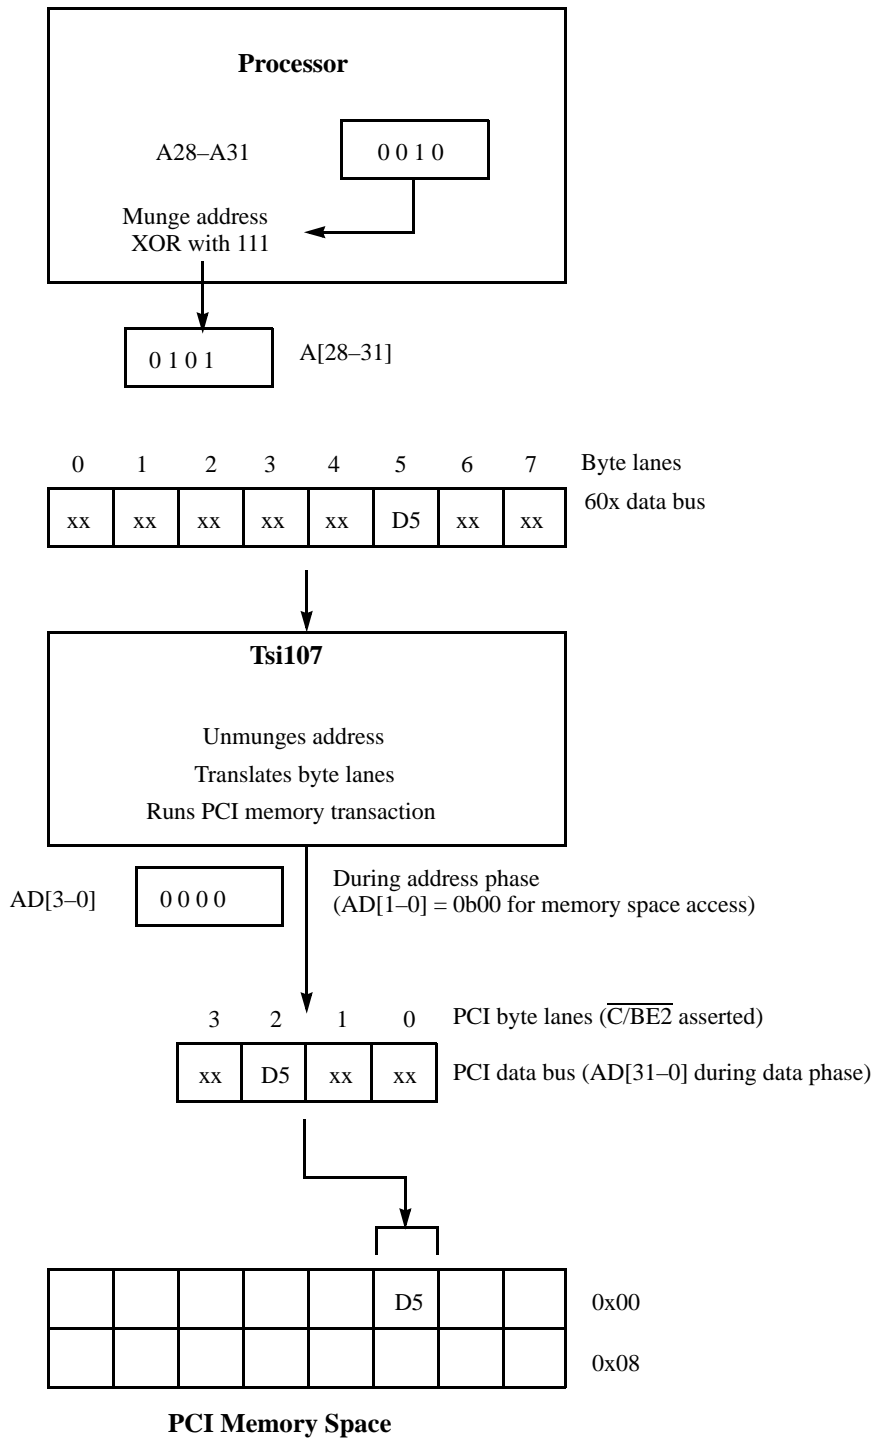 Processor
A28–A31 0 0 1 0
Munge address
XOR with 111
0 1 0 1 A[28–31]
0 1 2 3 4 5 6 7 Byte lanes
xx xx xx xx xx D5 xx xx 60x data bus
Tsi107
Unmunges address
Translates byte lanes
Runs PCI memory transaction
During address phase
AD[3–0] 0 0 0 0 (AD[1–0] = 0b00 for memory space access)
3 2 1 0 PCI byte lanes (C/BE2 asserted)
xx D5 xx xx PCI data bus (AD[31–0] during data phase)
D5 0x00
0x08
PCI Memory Space